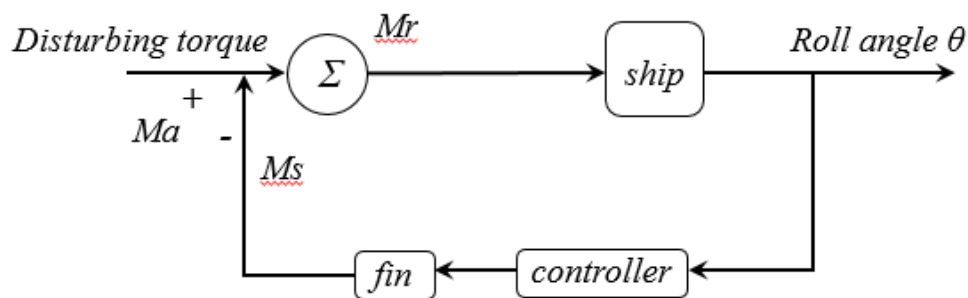 Disturbing torque
Mr
Roll angle θ
Σ
ship
+
Ma
-
Ms
fin
controller